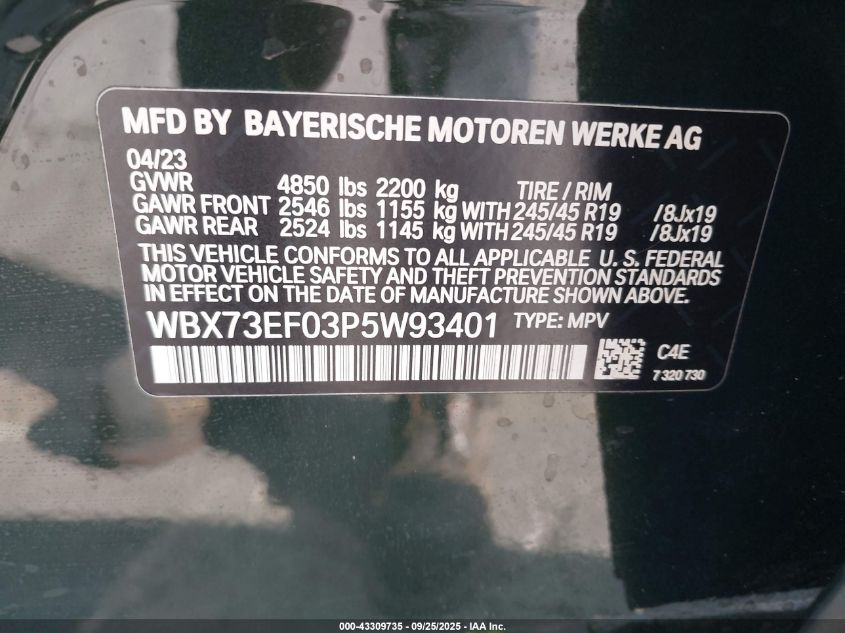 MFD BY BAYERISCHE MOTOREN WERKE AG
04/23
GVWR 4850 lbs 2200 kg TIRE / RIM
GAWR FRONT 2546 lbs 1155 kg WITH 245/45 R19 /8Jx19
GAWR REAR 2524 lbs 1145 kg WITH 245/45 R19 /8Jx19
THIS VEHICLE CONFORMS TO ALL APPLICABLE U. S. FEDERAL
MOTOR VEHICLE SAFETY AND THEFT PREVENTION STANDARDS
IN EFFECT ON THE DATE OF MANUFACTURE SHOWN ABOVE.
WBX73EF03P5W93401 TYPE: MPV
C4E
7 320 730
000-43309735 - 09/25/2025 - IAA Inc.